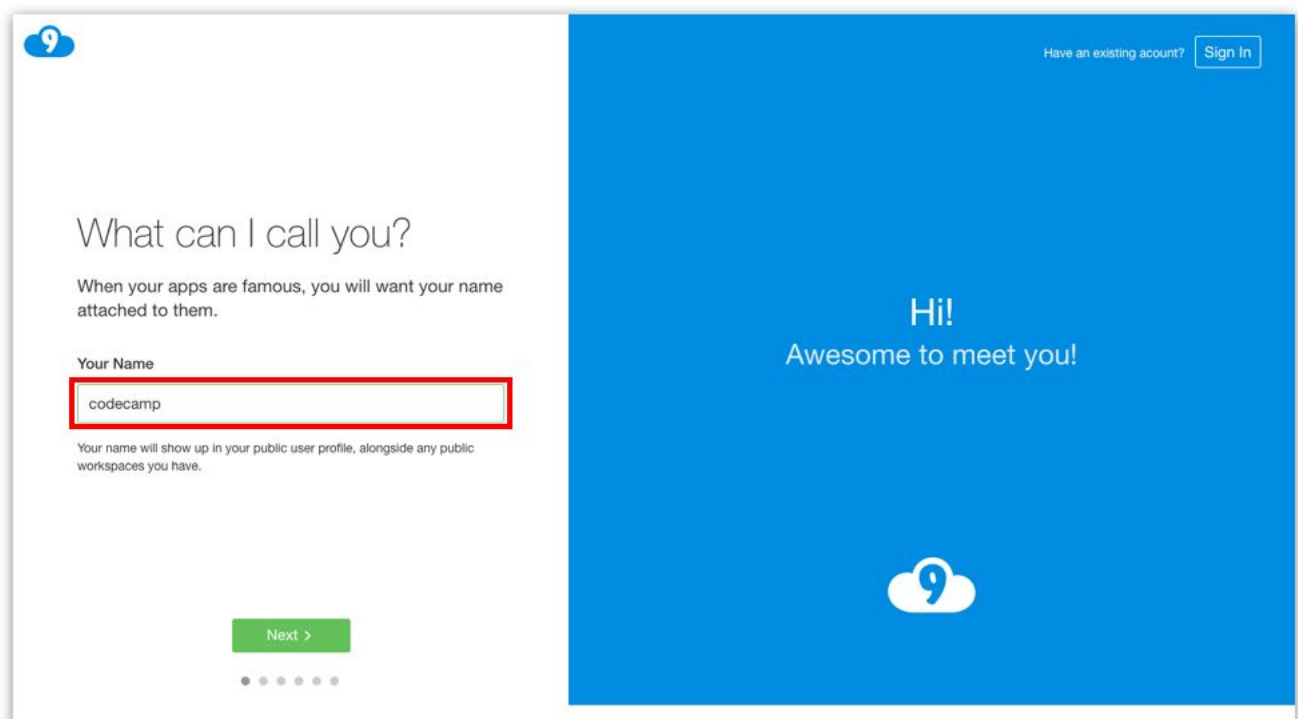 9
Have an existing acount?
Sign In
What can I call you?
When your apps are famous, you will want your name
attached to them.
Your Name
codecamp
Your name will show up in your public user profile, alongside any public
workspaces you have.
Next >
Hi!
Awesome to meet you!
9